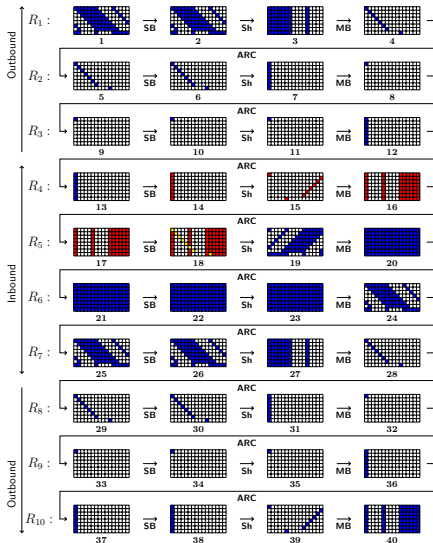 Outbound
R₁ :
1
SB
2
Sh
3
MB
4
ARC
R₂ :
5
SB
6
Sh
7
MB
8
ARC
R₃ :
9
SB
10
Sh
11
MB
12
Inbound
ARC
R₄ :
13
SB
14
Sh
15
MB
16
ARC
R₅ :
17
SB
18
Sh
19
MB
20
ARC
R₆ :
21
SB
22
Sh
23
MB
24
ARC
R₇ :
25
SB
26
Sh
27
MB
28
Outbound
ARC
R₈ :
29
SB
30
Sh
31
MB
32
ARC
R₉ :
33
SB
34
Sh
35
MB
36
ARC
R₁₀ :
37
SB
38
Sh
39
MB
40